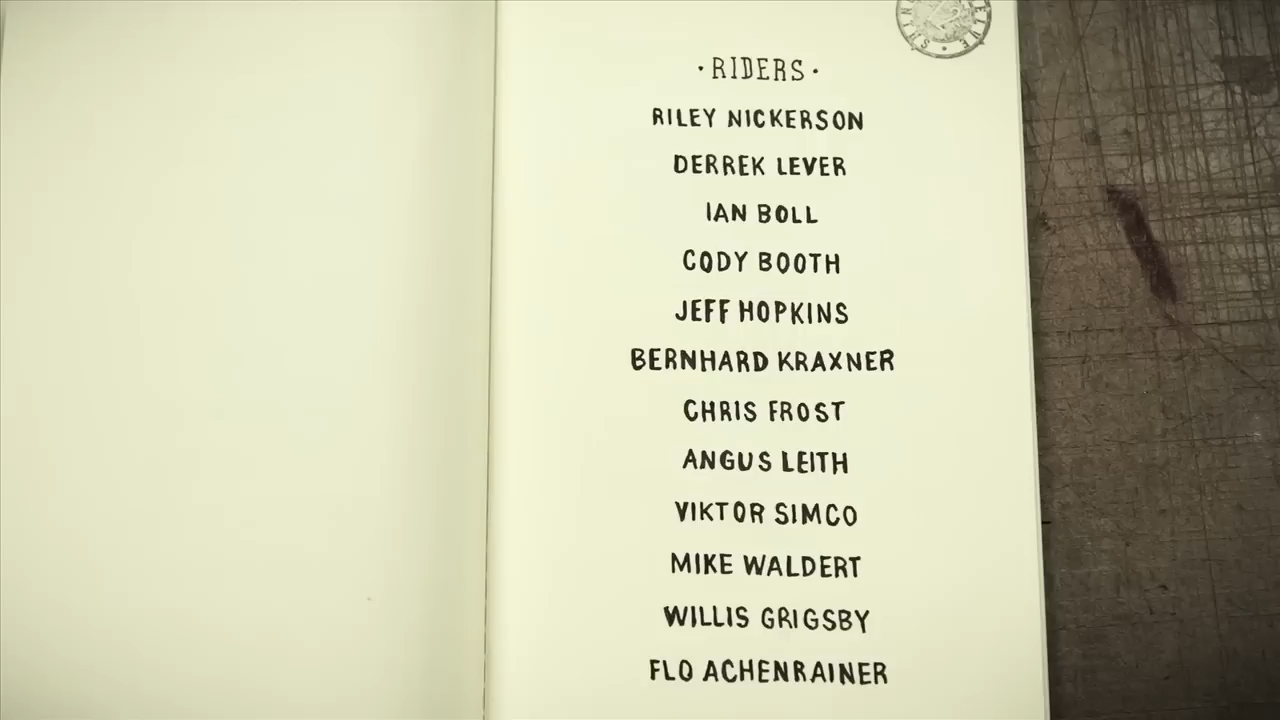 · RIDERS ·
RILEY NICKERSON
DERREK LEVER
IAN BOLL
CODY BOOTH
JEFF HOPKINS
BERNHARD KRAXNER
CHRIS FROST
ANGUS LEITH
VIKTOR SIMCO
MIKE WALDERT
WILLIS GRIGSBY
FLO ACHENRAINER